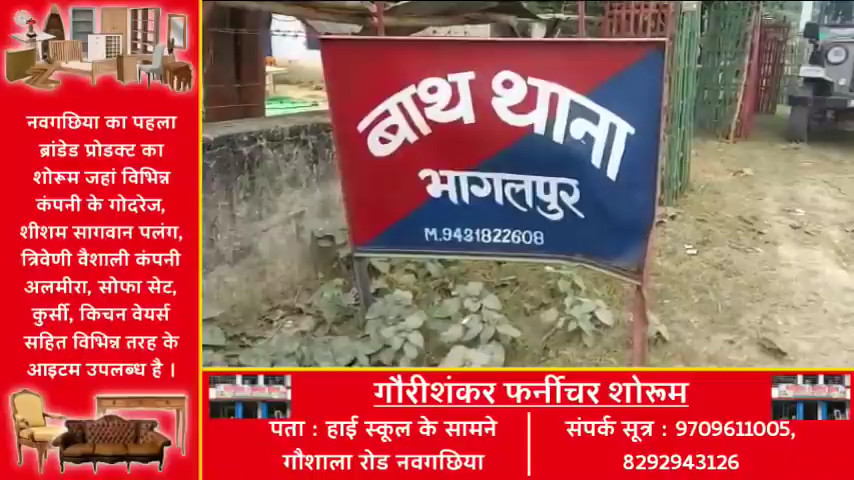 नवगछिया का पहला
ब्रांडेड प्रोडक्ट का
शोरूम जहां विभिन्न
कंपनी के गोदरेज,
शीशम सागवान पलंग,
त्रिवेणी वैशाली कंपनी
अलमीरा, सोफा सेट,
कुर्सी, किचन वेयर्स
सहित विभिन्न तरह के
आइटम उपलब्ध है ।
बाथ थाना
भागलपुर
M.9431822608
गौरीशंकर फर्नीचर शोरूम
पता : हाई स्कूल के सामने
गौशाला रोड नवगछिया
संपर्क सूत्र : 9709611005,
8292943126